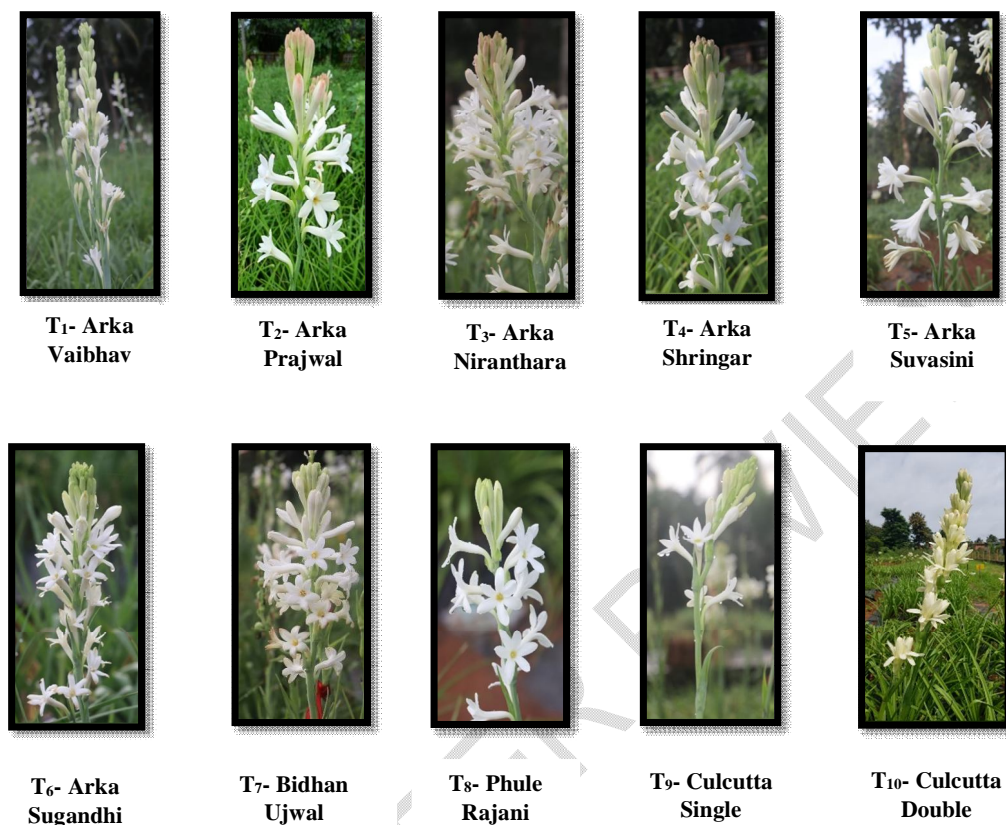 T₁- Arka
Vaibhav
T₂- Arka
Prajwal
T₃- Arka
Niranthara
T₄- Arka
Shringar
T₅- Arka
Suvasini
T₆- Arka
Sugandhi
T₇- Bidhan
Ujwal
T₈- Phule
Rajani
T₉- Culcutta
Single
T₁₀- Culcutta
Double